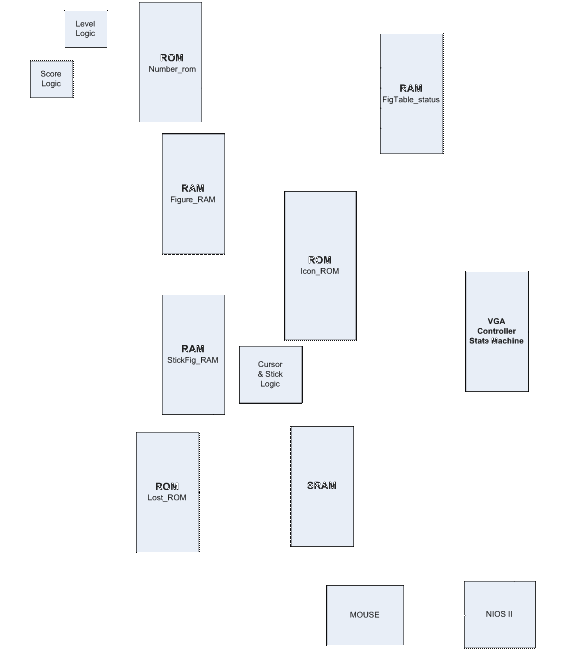 Level
Logic
ROM
Number_rom
Score
Logic
RAM
FigTable_status
RAM
Figure_RAM
ROM
Icon_ROM
VGA
Controller
State Machine
RAM
StickFig_RAM
Cursor
& Stick
Logic
ROM
Lost_ROM
SRAM
MOUSE
NIOS II